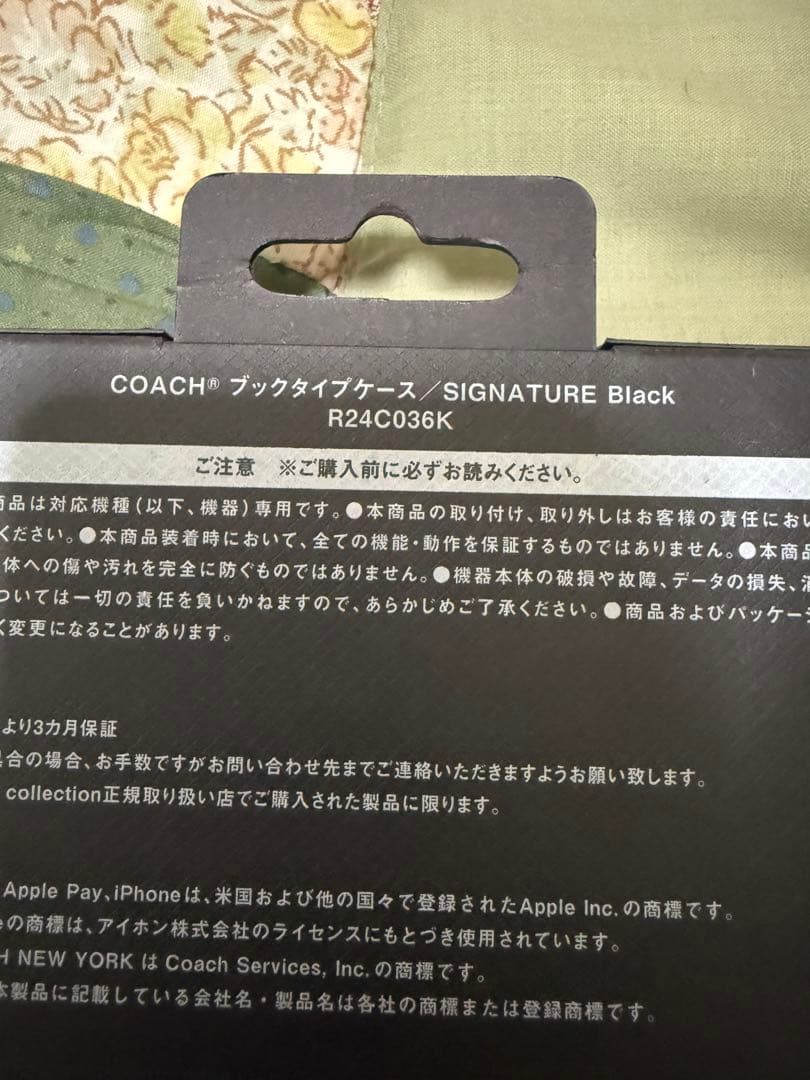 COACH® ブックタイプケース／SIGNATURE Black
R24C036K
ご注意 ※ご購入前に必ずお読みください。
商品は対応機種(以下、機器)専用です。●本商品の取り付け、取り外しはお客様の責任にお
ください。●本商品装着時において、全ての機能・動作を保証するものではありません。●本商品
体への傷や汚れを完全に防ぐものではありません。●機器本体の破損や故障、データの損失、
ついては一切の責任を負いかねますので、あらかじめご了承ください。●商品およびパッケージ
く変更になることがあります。
より3カ月保証
合の場合、お手数ですがお問い合わせ先までご連絡いただきますようお願い致します。
collection正規取り扱い店でご購入された製品に限ります。
Apple Pay、iPhoneは、米国および他の国々で登録されたApple Inc.の商標です。
eの商標は、アイホン株式会社のライセンスにもとづき使用されています。
H NEW YORK は Coach Services, Inc. の商標です。
本製品に記載している会社名・製品名は各社の商標または登録商標です。